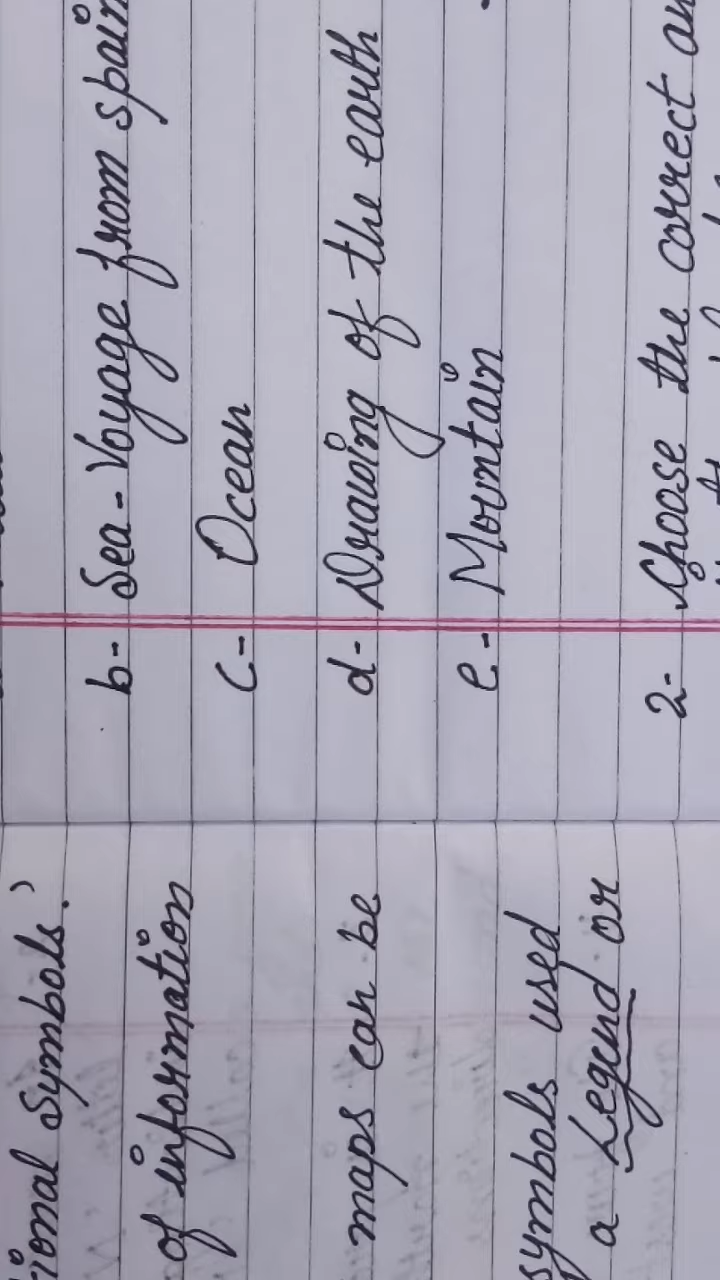 tional Symbols?
of information
maps can be
symbols used
a Legend or
b- Sea-Voyage from spain
c- Ocean
d- Drawing of the earth
e- Mountain
2- Choose the correct an